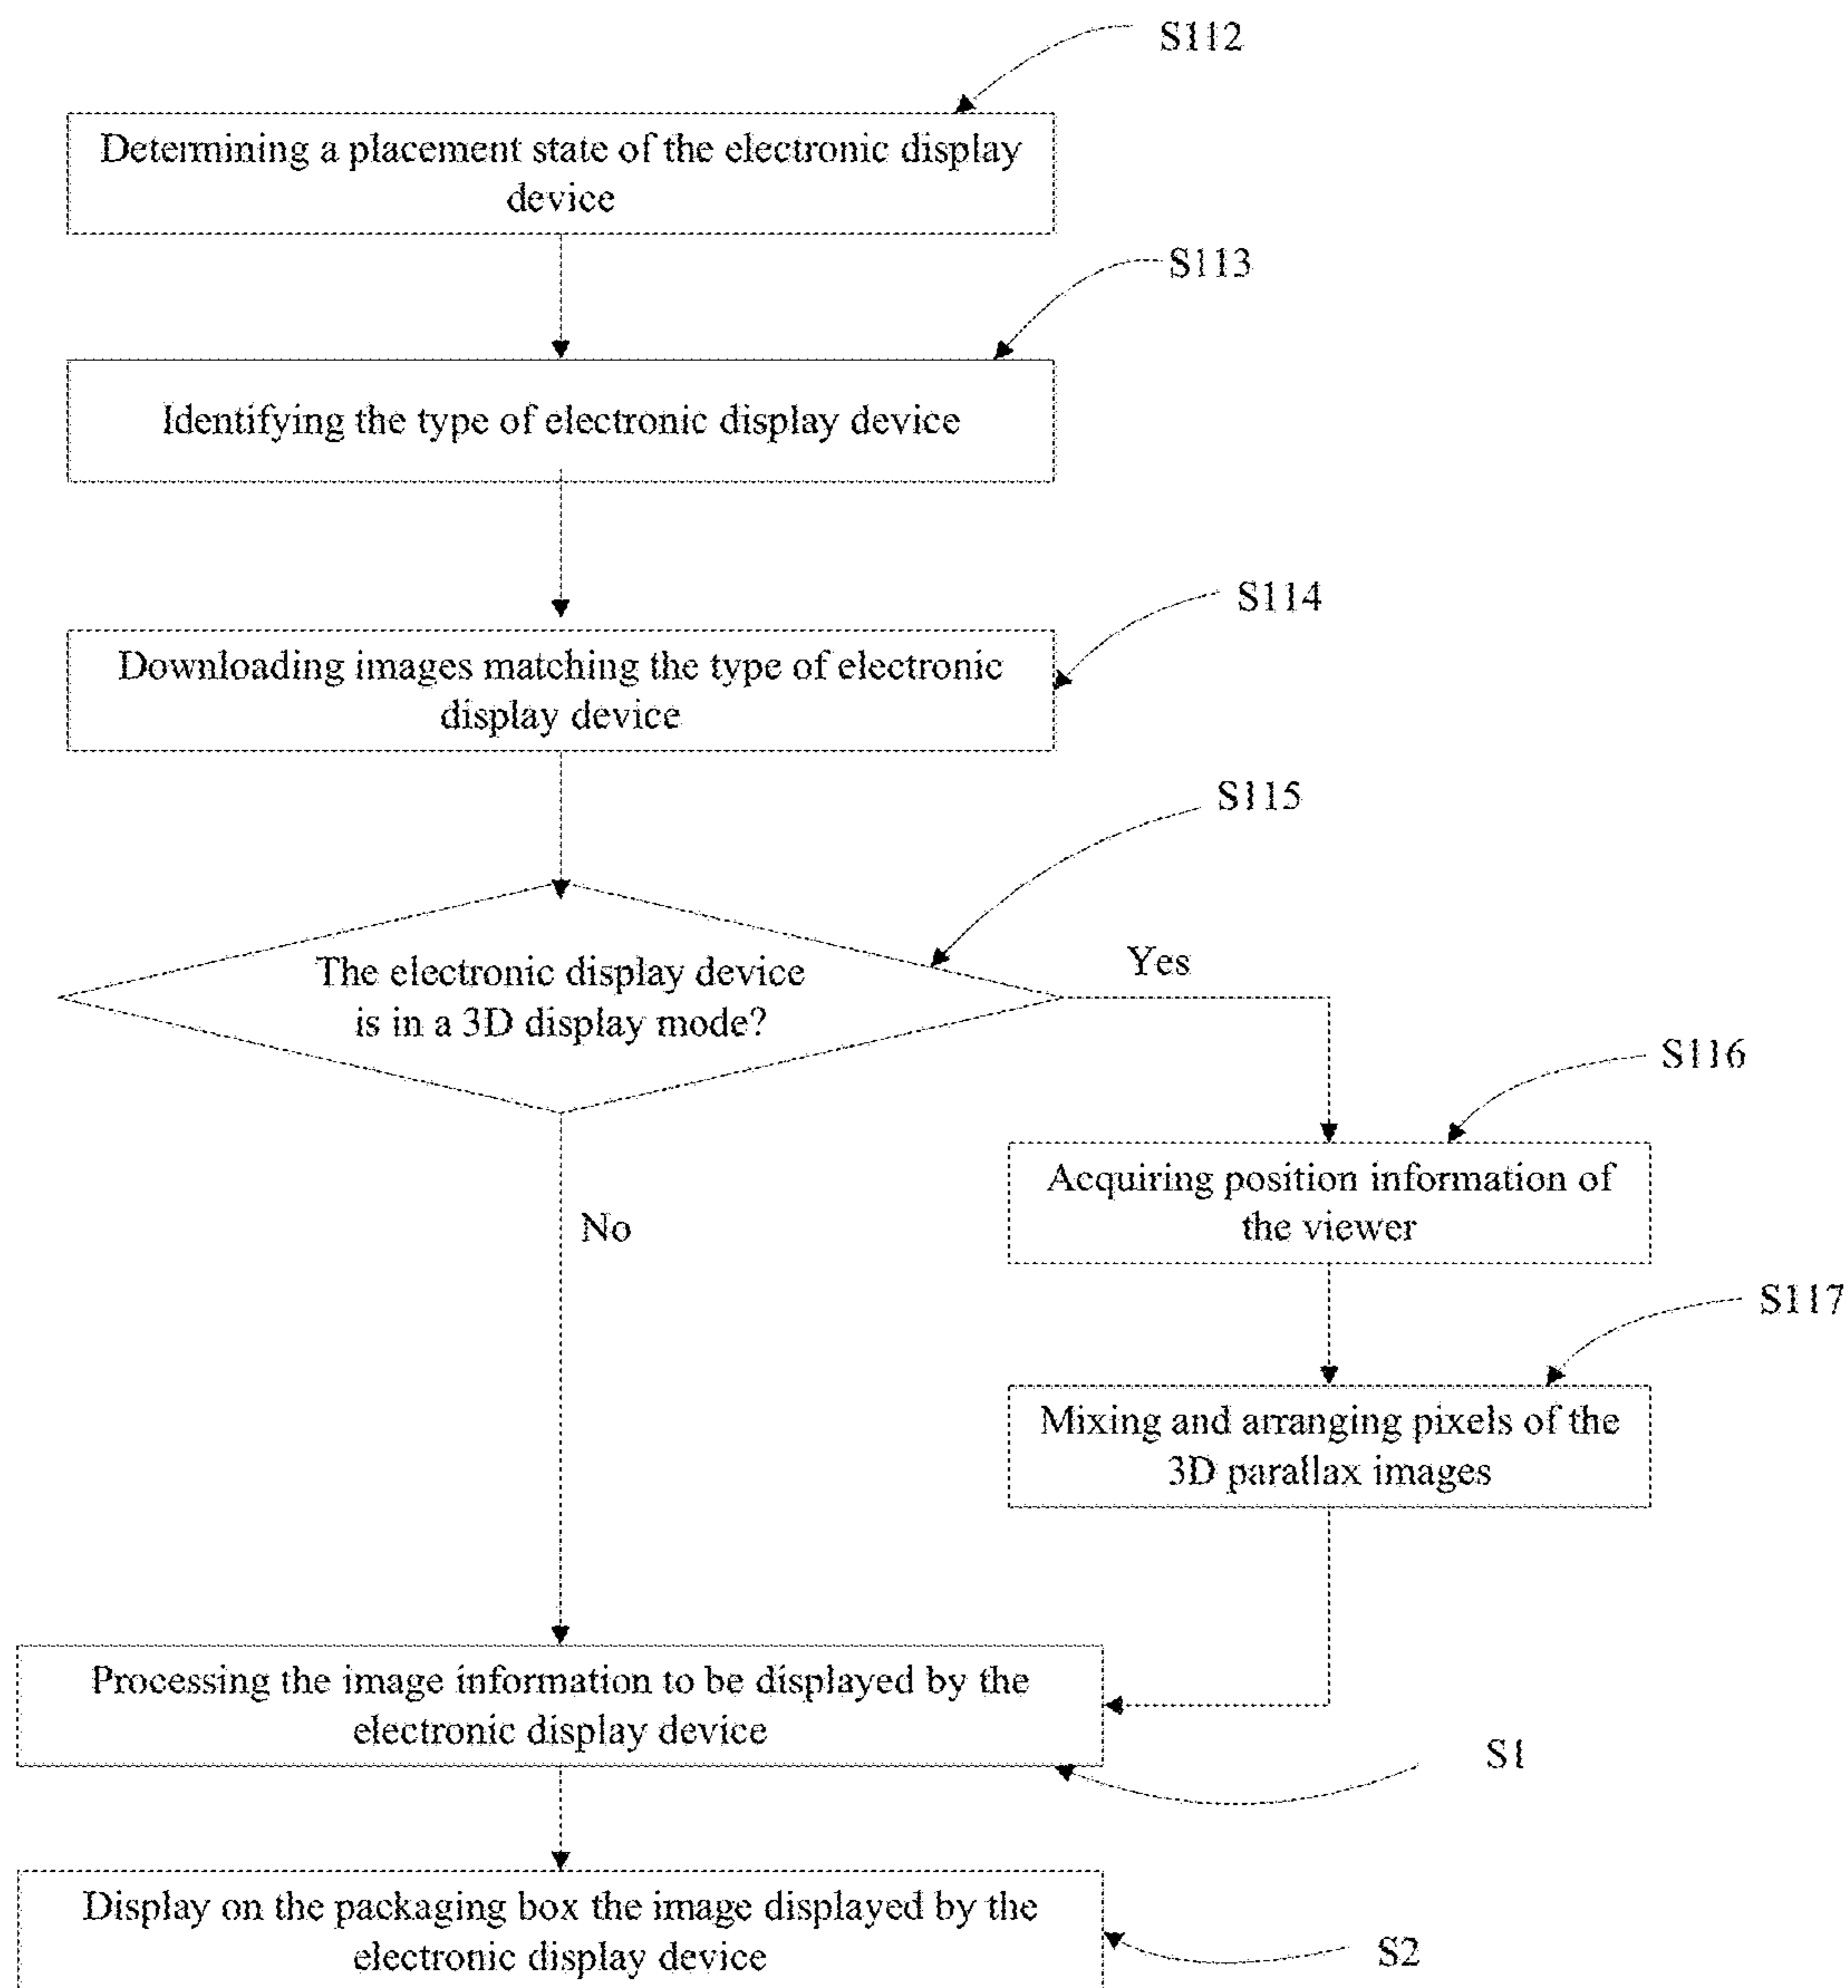 S112
Determining a placement state of the electronic display
device
S113
Identifying the type of electronic display device
S114
Downloading images matching the type of electronic
display device
S115
The electronic display device
is in a 3D display mode?
Yes
S116
Acquiring position information of
the viewer
No
S117
Mixing and arranging pixels of the
3D parallax images
Processing the image information to be displayed by the
electronic display device
S1
Display on the packaging box the image displayed by the
electronic display device
S2